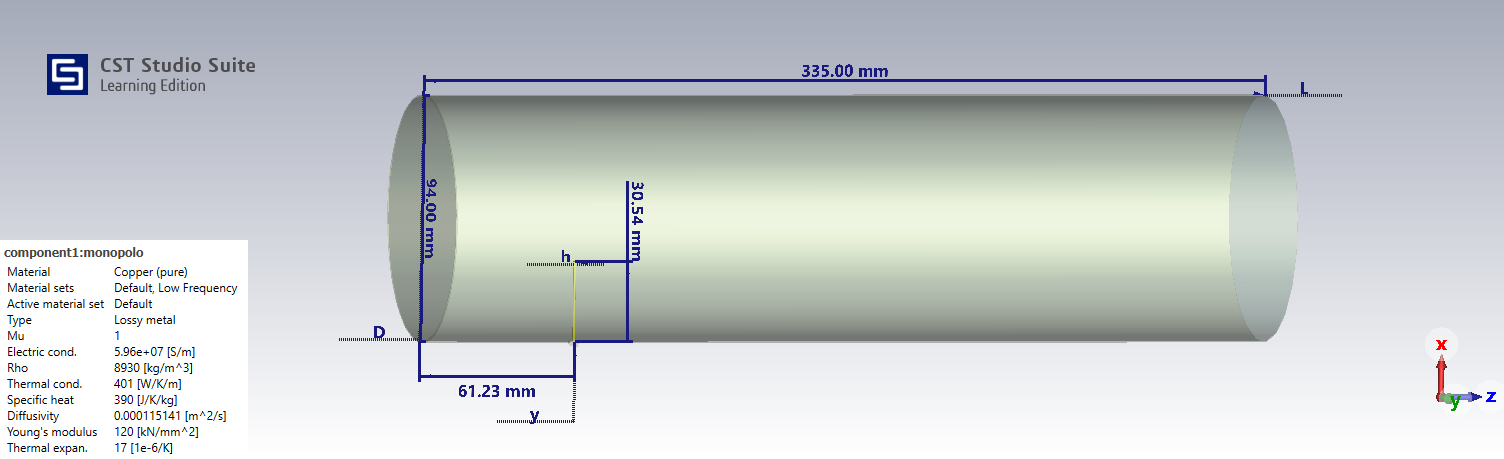 CST Studio Suite
Learning Edition
335.00 mm
L
94.00 mm
30.54 mm
h
D
61.23 mm
y
component1:monopolo
Material Copper (pure)
Material sets Default, Low Frequency
Active material set Default
Type Lossy metal
Mu 1
Electric cond. 5.96e+07 [S/m]
Rho 8930 [kg/m^3]
Thermal cond. 401 [W/K/m]
Specific heat 390 [J/K/kg]
Diffusivity 0.000115141 [m^2/s]
Young's modulus 120 [kN/mm^2]
Thermal expan. 17 [1e-6/K]
x
y
z